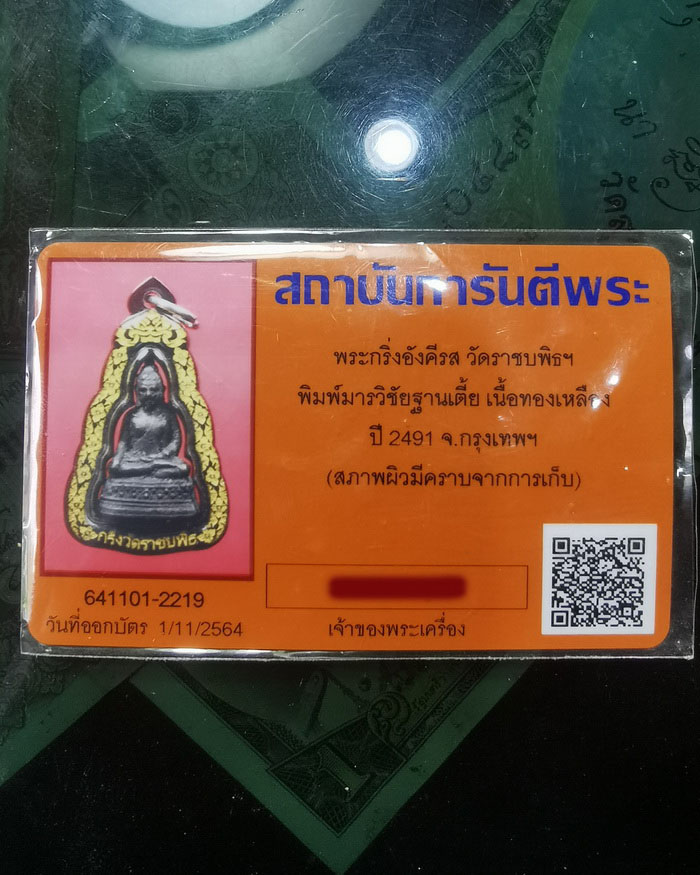 สถาบันการันตีพระ
พระกริ่งอังคีรส วัดราชบพิธฯ
พิมพ์มารวิชัยฐานเตี้ย เนื้อทองเหลือง
ปี 2491 จ.กรุงเทพฯ
(สภาพผิวมีคราบจากการเก็บ)
กริ่งวัดราชบพิธ
641101-2219
วันที่ออกบัตร 1/11/2564
เจ้าของพระเครื่อง